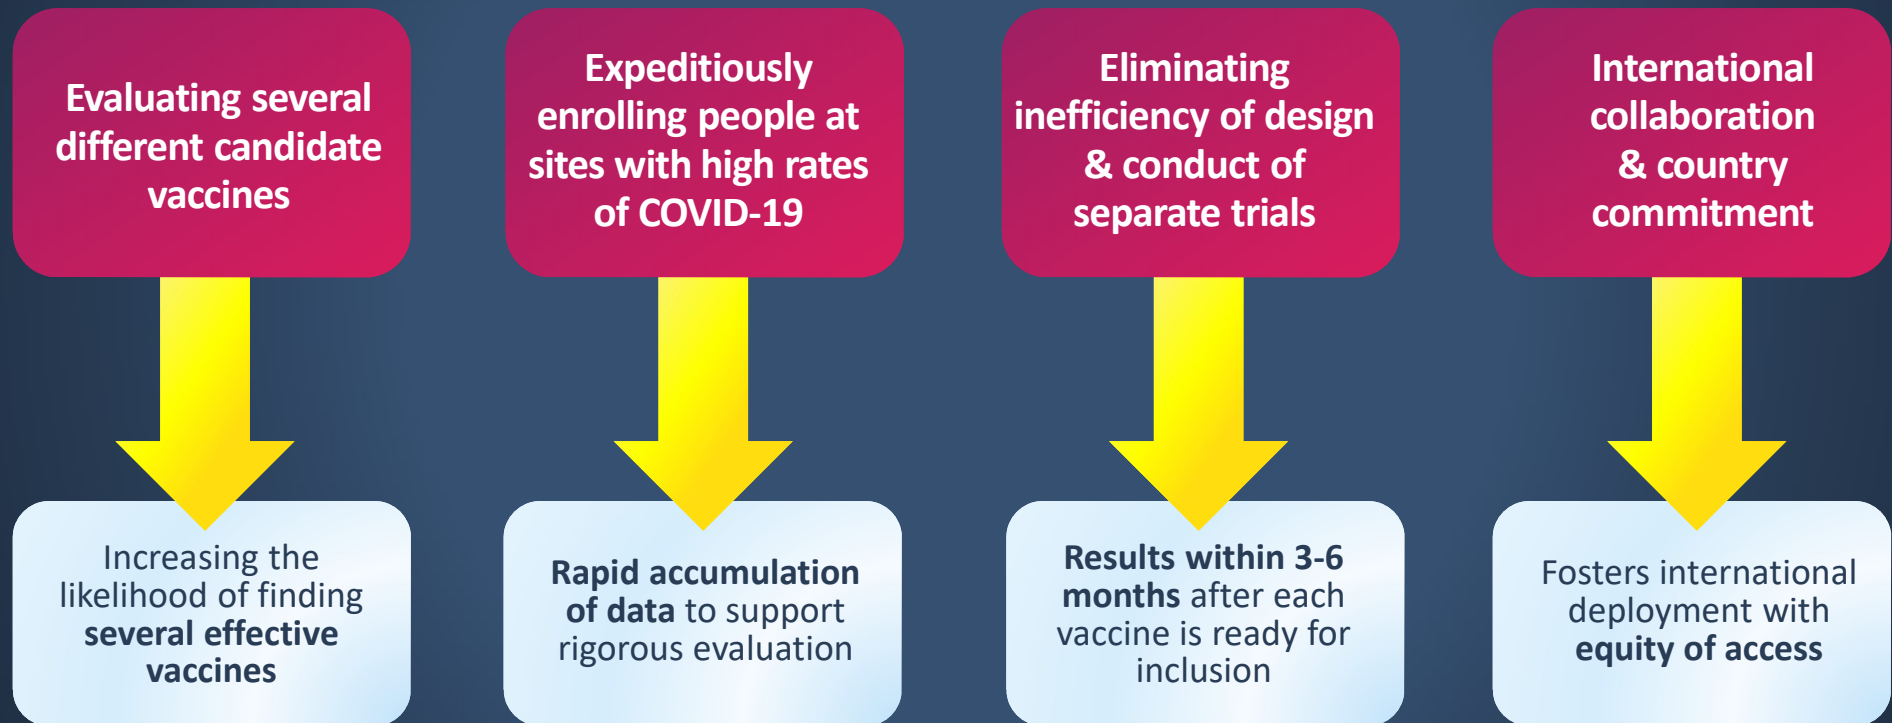 Evaluating several
different candidate
vaccines
Expeditiously
enrolling people at
sites with high rates
of COVID-19
Eliminating
inefficiency of design
& conduct of
separate trials
International
collaboration
& country
commitment
Increasing the
likelihood of finding
several effective
vaccines
Rapid accumulation
of data to support
rigorous evaluation
Results within 3-6
months after each
vaccine is ready for
inclusion
Fosters international
deployment with
equity of access